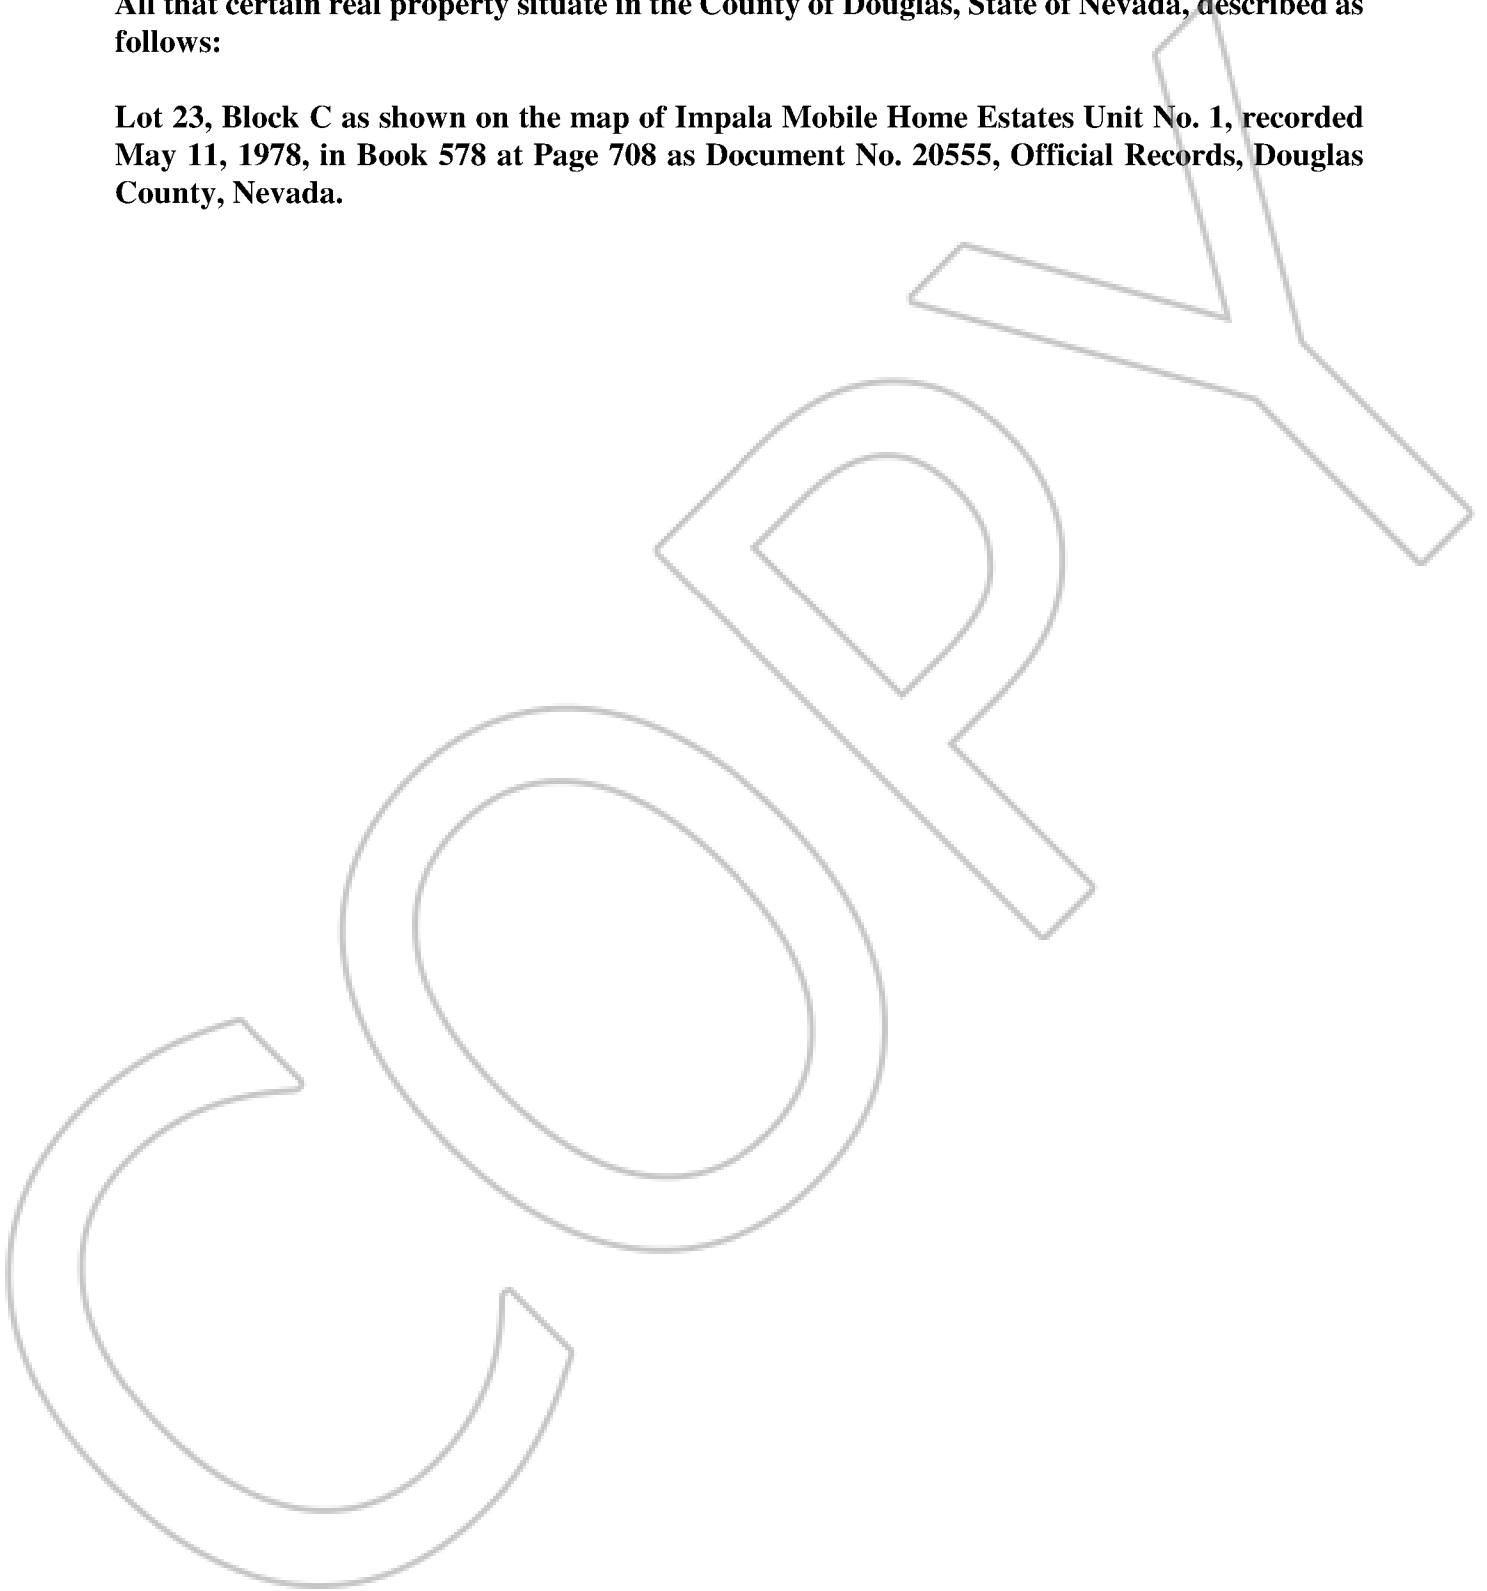 All that certain real property situate in the County of Douglas, State of Nevada, described as
follows:
Lot 23, Block C as shown on the map of Impala Mobile Home Estates Unit No. 1, recorded
May 11, 1978, in Book 578 at Page 708 as Document No. 20555, Official Records, Douglas
County, Nevada.
COPY